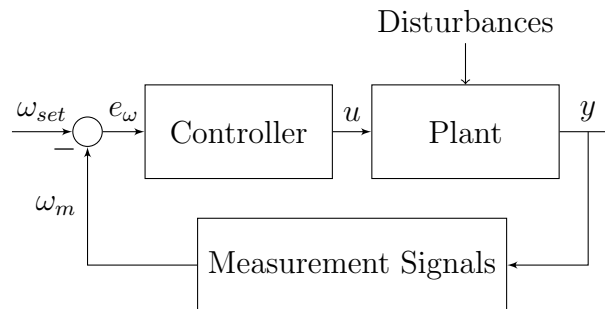 Disturbances
ω_set
e_ω
Controller
u
Plant
y
−
ω_m
Measurement Signals